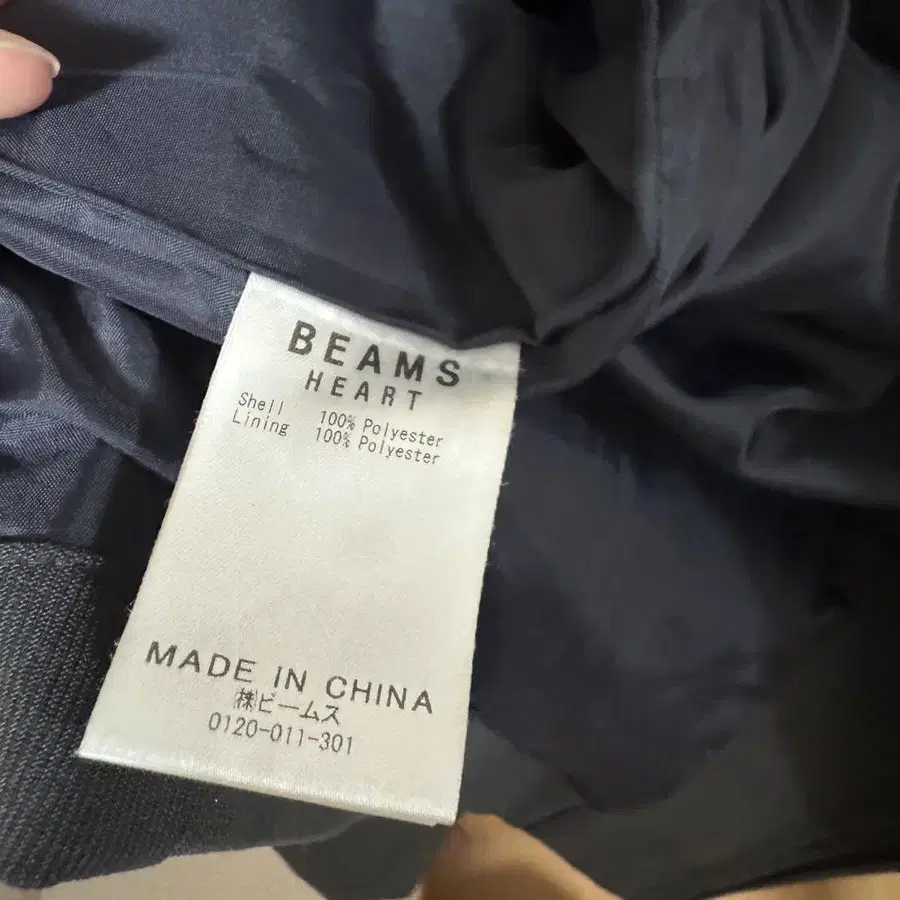 BEAMS
HEART
Shell 100% Polyester
Lining 100% Polyester
MADE IN CHINA
㈱ビームス
0120-011-301